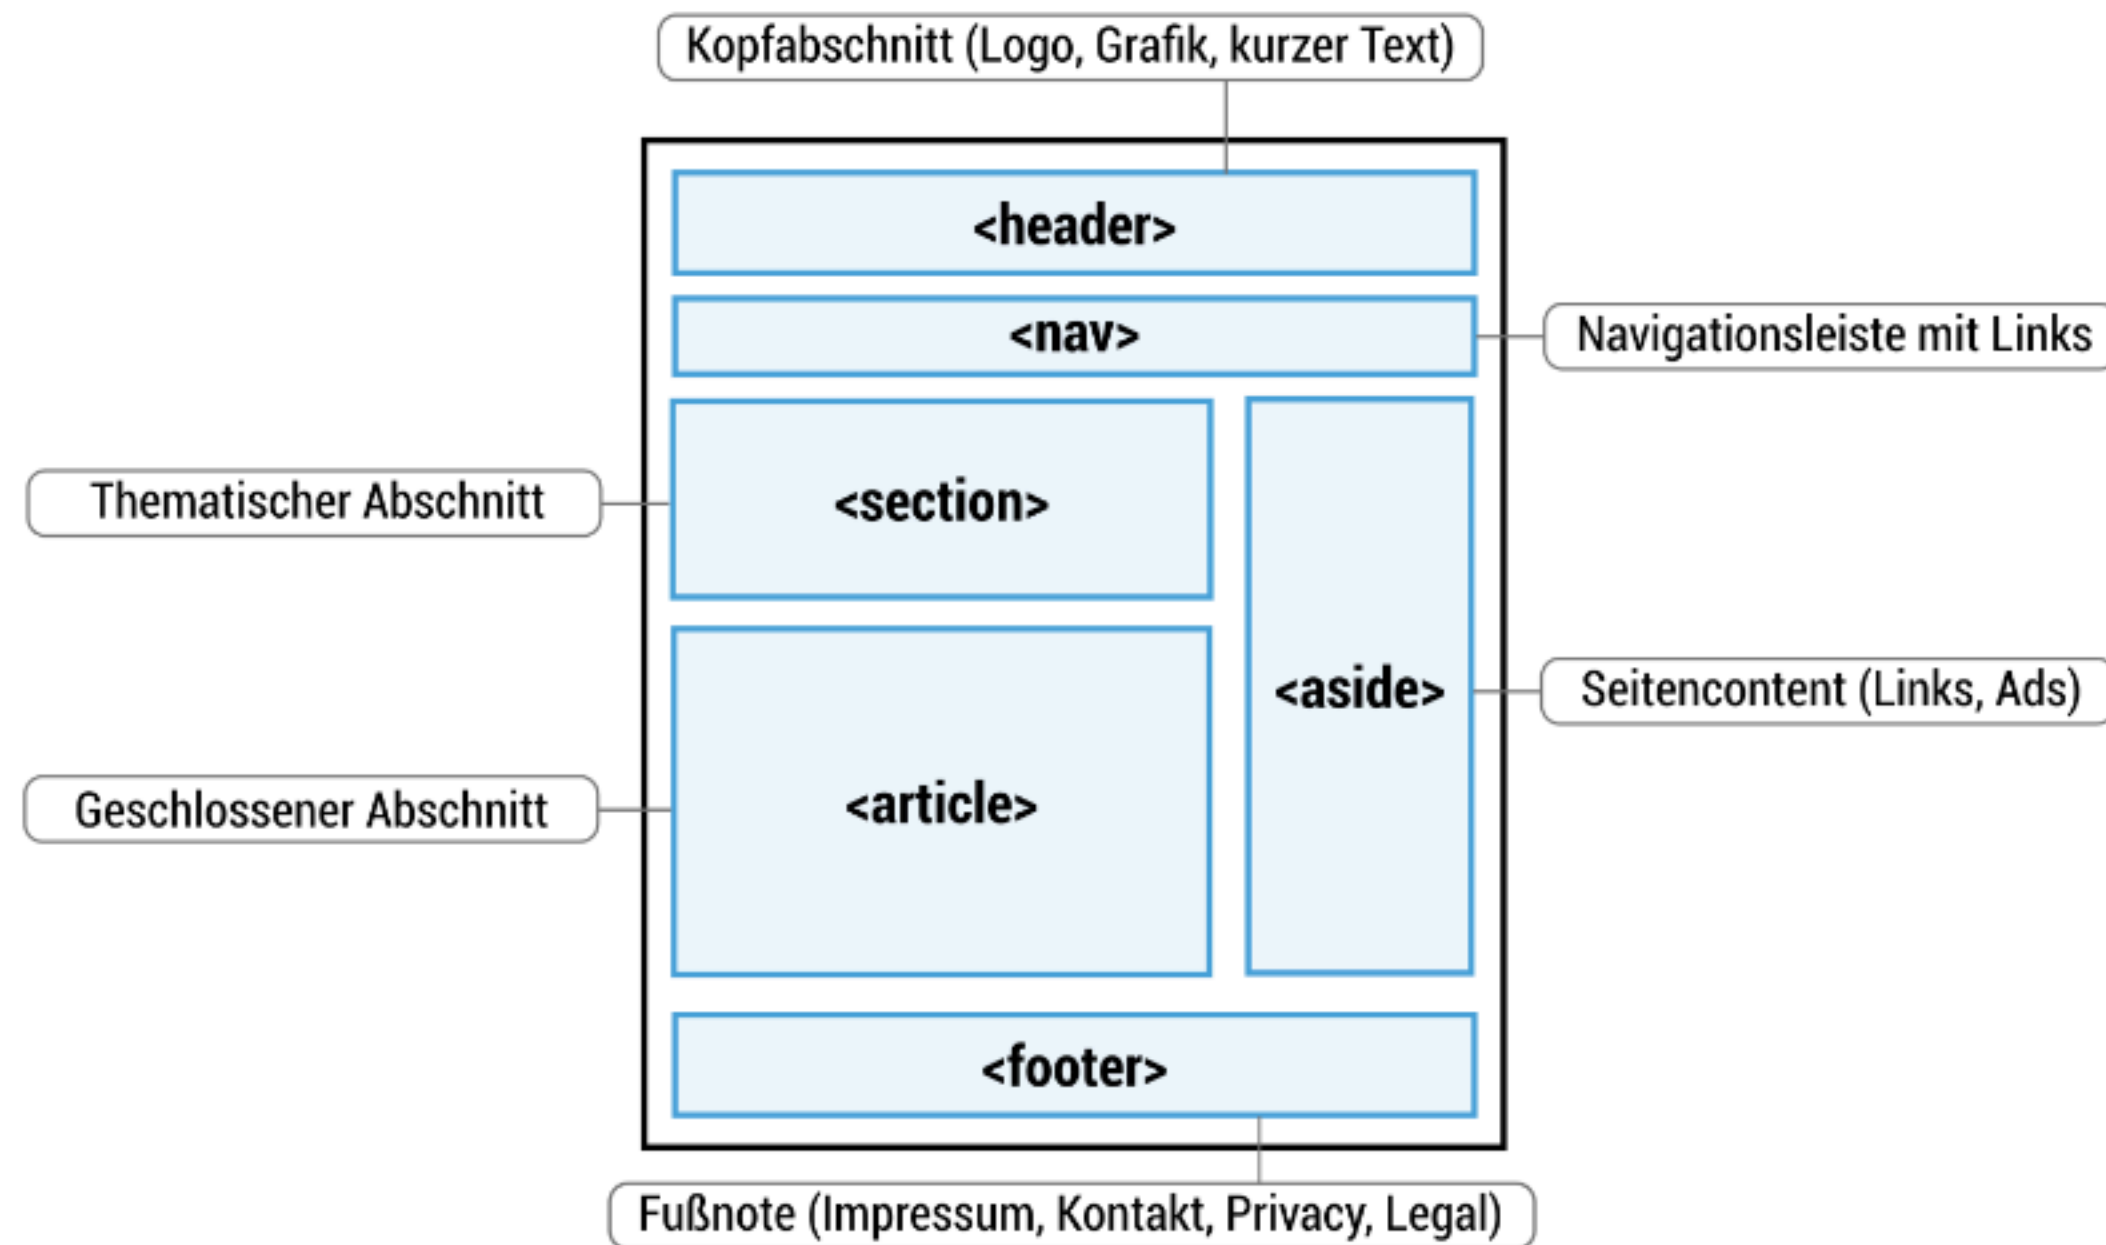 Kopfabschnitt (Logo, Grafik, kurzer Text)
<header>
<nav>
Navigationsleiste mit Links
Thematischer Abschnitt
<section>
<aside>
Seitencontent (Links, Ads)
Geschlossener Abschnitt
<article>
<footer>
Fußnote (Impressum, Kontakt, Privacy, Legal)